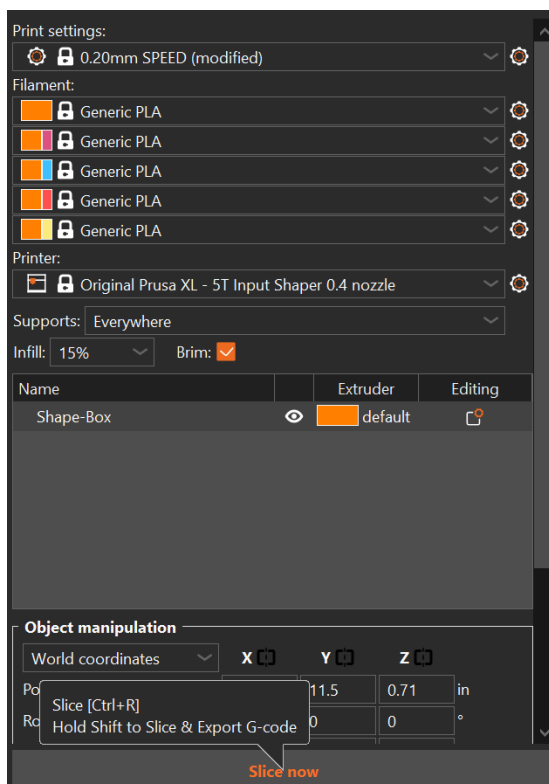 Print settings:
0.20mm SPEED (modified)
Filament:
Generic PLA
Generic PLA
Generic PLA
Generic PLA
Generic PLA
Printer:
Original Prusa XL - 5T Input Shaper 0.4 nozzle
Supports: Everywhere
Infill: 15% Brim:
Name Extruder Editing
Shape-Box default
Object manipulation
World coordinates X Y Z
Po 11.5 0.71 in
Ro 0 0 °
Slice [Ctrl+R]
Hold Shift to Slice & Export G-code
Slice now